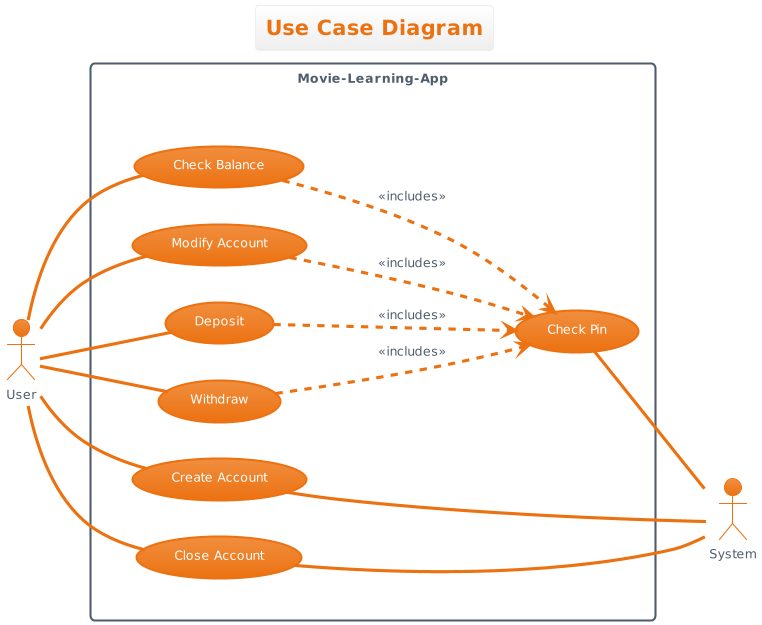 Use Case Diagram
Movie-Learning-App
Check Balance
«includes»
Modify Account
«includes»
Deposit
«includes»
Check Pin
«includes»
User
Withdraw
Create Account
System
Close Account